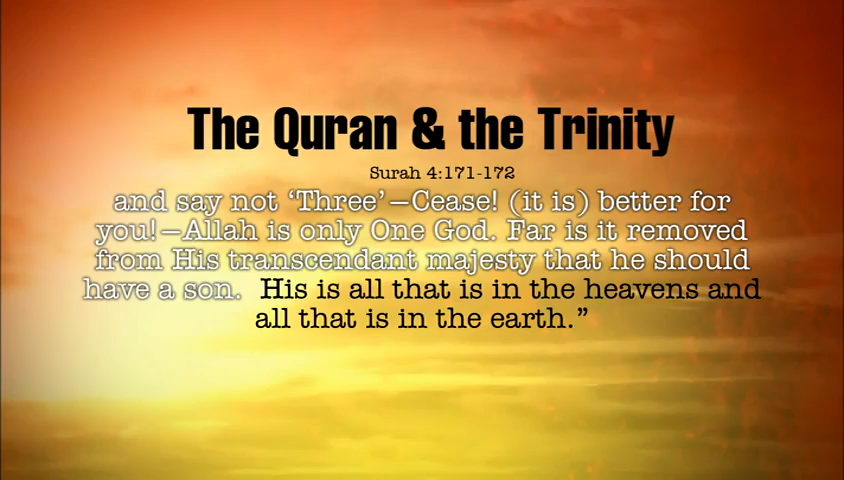 The Quran & the Trinity
Surah 4:171-172
and say not ‘Three’—Cease! (it is) better for
you!—Allah is only One God. Far is it removed
from His transcendant majesty that he should
have a son. His is all that is in the heavens and
all that is in the earth.”